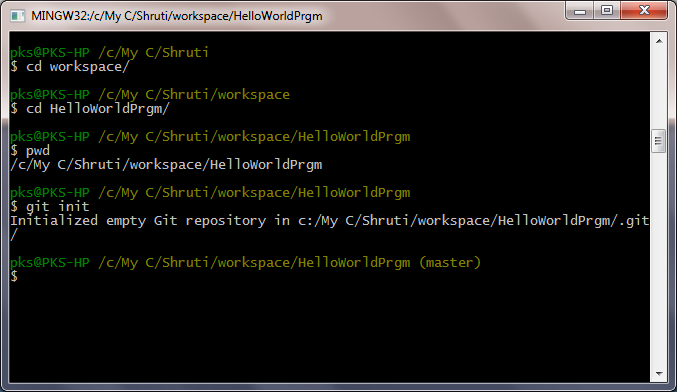 MINGW32:/c/My C/Shruti/workspace/HelloWorldPrgm
pks@PKS-HP /c/My C/Shruti
$ cd workspace/
pks@PKS-HP /c/My C/Shruti/workspace
$ cd HelloWorldPrgm/
pks@PKS-HP /c/My C/Shruti/workspace/HelloWorldPrgm
$ pwd
/c/My C/Shruti/workspace/HelloWorldPrgm
pks@PKS-HP /c/My C/Shruti/workspace/HelloWorldPrgm
$ git init
Initialized empty Git repository in c:/My C/Shruti/workspace/HelloWorldPrgm/.git
/
pks@PKS-HP /c/My C/Shruti/workspace/HelloWorldPrgm (master)
$